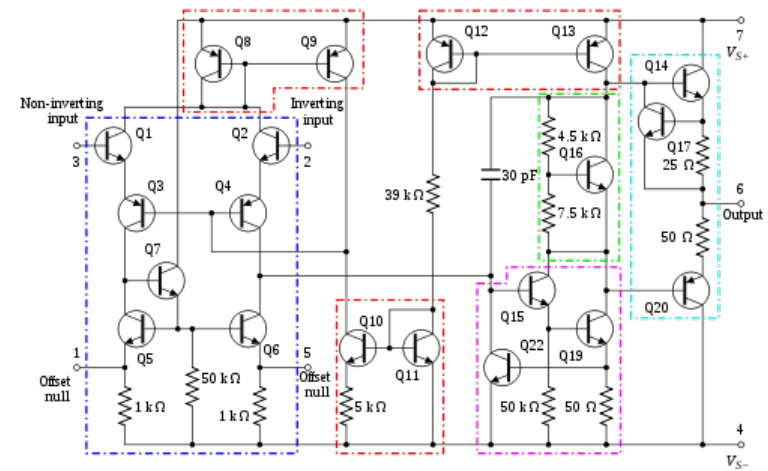 Q12
Q13
7
V_S+
Q8
Q9
Q14
Non-inverting
input
Inverting
input
Q1
Q2
3
2
4.5 kΩ
Q16
Q17
25 Ω
30 pF
Q3
Q4
39 kΩ
7.5 kΩ
6
Output
50 Ω
Q7
Q15
Q20
Q10
Q5
Q6
Q11
Q22
Q19
1
Offset
null
5
Offset
null
50 kΩ
1 kΩ
1 kΩ
5 kΩ
50 kΩ
50 Ω
4
V_S−